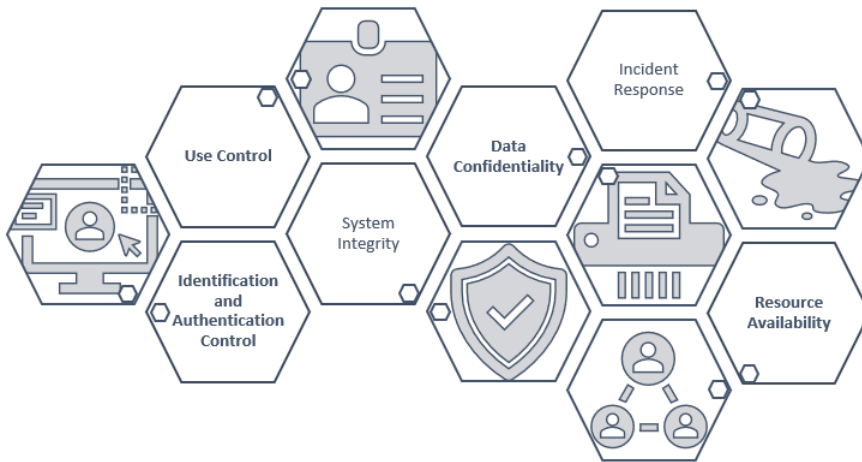 Incident
Response
Use Control
Data
Confidentiality
System
Integrity
Identification
and
Authentication
Control
Resource
Availability